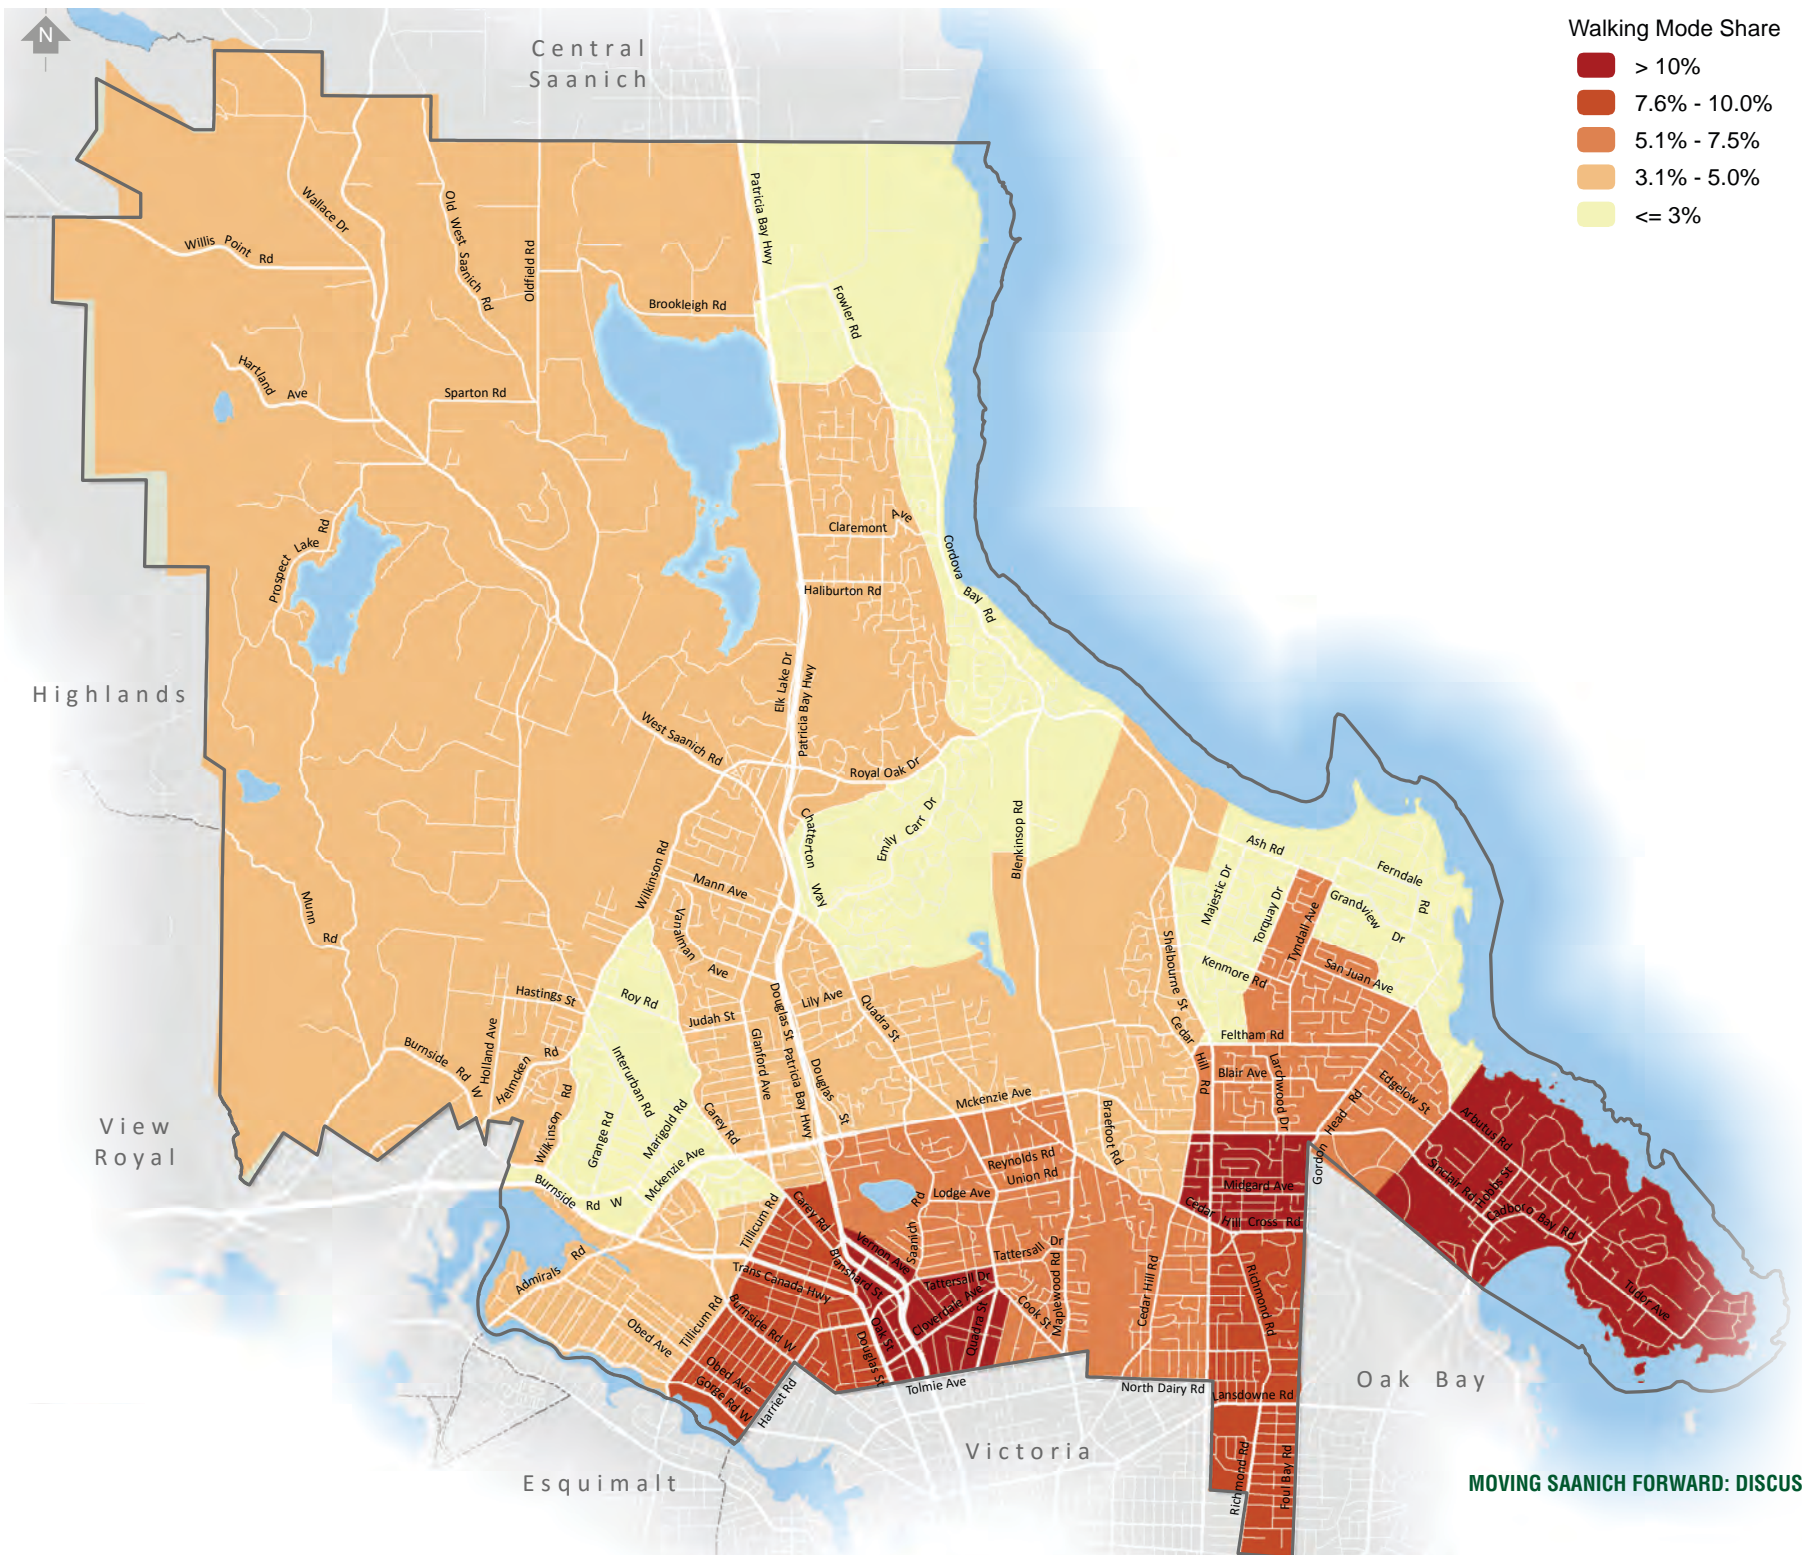 N
Central
Saanich
Walking Mode Share
> 10%
7.6% - 10.0%
5.1% - 7.5%
3.1% - 5.0%
<= 3%
Patricia Bay Hwy
Wallace Dr
Old West Saanich Rd
Willis Point Rd
Oldfield Rd
Brookleigh Rd
Fowler Rd
Hartland Ave
Sparton Rd
Claremont Ave
Prospect Lake Rd
Cordova Bay Rd
Haliburton Rd
Highlands
Elk Lake Dr
Patricia Bay Hwy
West Saanich Rd
Royal Oak Dr
Chatterton Way
Emily Carr Dr
Blenkinsop Rd
Ash Rd
Ferndale Rd
Majestic Dr
Torquay Dr
Tyndall Ave
Grandview Dr
Wilkinson Rd
Mann Ave
Munn Rd
Vanalman Ave
Shelbourne St
Kenmore Rd
San Juan Ave
Hastings St
Roy Rd
Judah St
Douglas St
Lily Ave
Quadra St
Cedar Hill Rd
Feltham Rd
Holland Ave
Burnside Rd W
Helmcken Rd
Interurban Rd
Glanford Ave
Patricia Bay Hwy
Douglas St
Blair Ave
Larchwood Dr
Edgelow St
Wilkinson Rd
Grange Rd
Marigold Rd
Carey Rd
Mckenzie Ave
Braefoot Rd
Gordon Head Rd
Arbutus Rd
View
Royal
Mckenzie Ave
Reynolds Rd
Union Rd
Midgard Ave
Sinclair Rd
Hobbs St
Burnside Rd W
Tillicum Rd
Carey Rd
Lodge Ave
Saanich Rd
Cedar Hill Cross Rd
Cadboro Bay Rd
Admirals Rd
Vernon Ave
Blanshard St
Tattersall Dr
Trans Canada Hwy
Tattersall Dr
Maplewood Rd
Cedar Hill Rd
Richmond Rd
Tudor Ave
Burnside Rd W
Cloverdale Ave
Cook St
Obed Ave
Tillicum Rd
Oak St
Douglas St
Quadra St
Obed Ave
Gorge Rd W
Harriet Rd
Tolmie Ave
North Dairy Rd
Lansdowne Rd
Oak Bay
Victoria
Esquimalt
Richmond Rd
Foul Bay Rd
MOVING SAANICH FORWARD: DISCUS